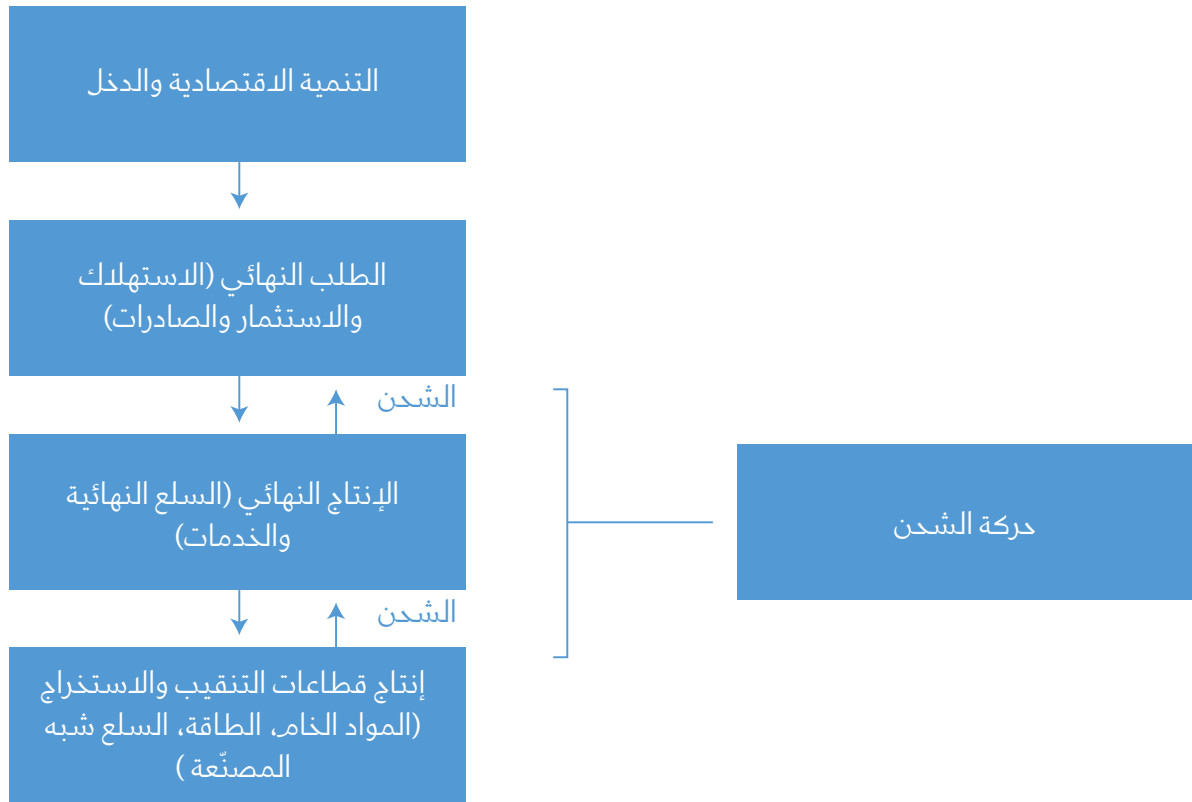 التنمية الاقتصادية والدخل
الطلب النهائي (الاستهلاك
والاستثمار والصادرات)
الشحن
الإنتاج النهائي (السلع النهائية
والخدمات)
الشحن
إنتاج قطاعات التنقيب والاستخراج
(المواد الخام، الطاقة، السلع شبه
المصنّعة )
حركة الشحن